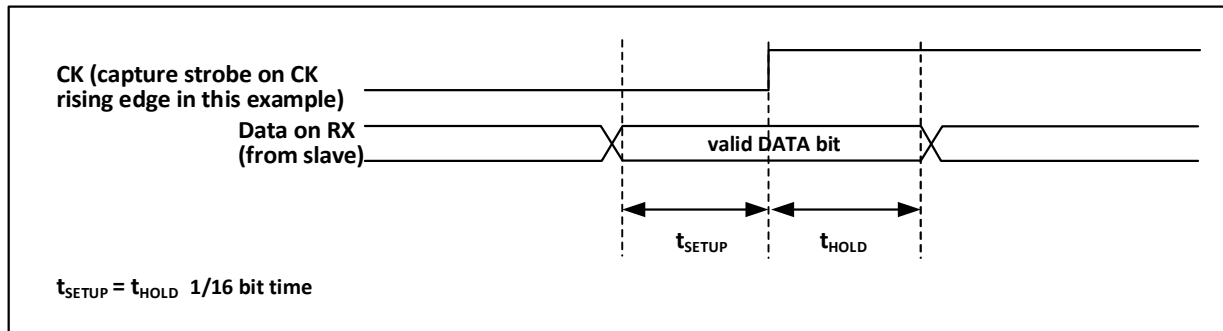 CK (capture strobe on CK
rising edge in this example)
Data on RX
(from slave)
valid DATA bit
tSETUP
tHOLD
tSETUP = tHOLD 1/16 bit time